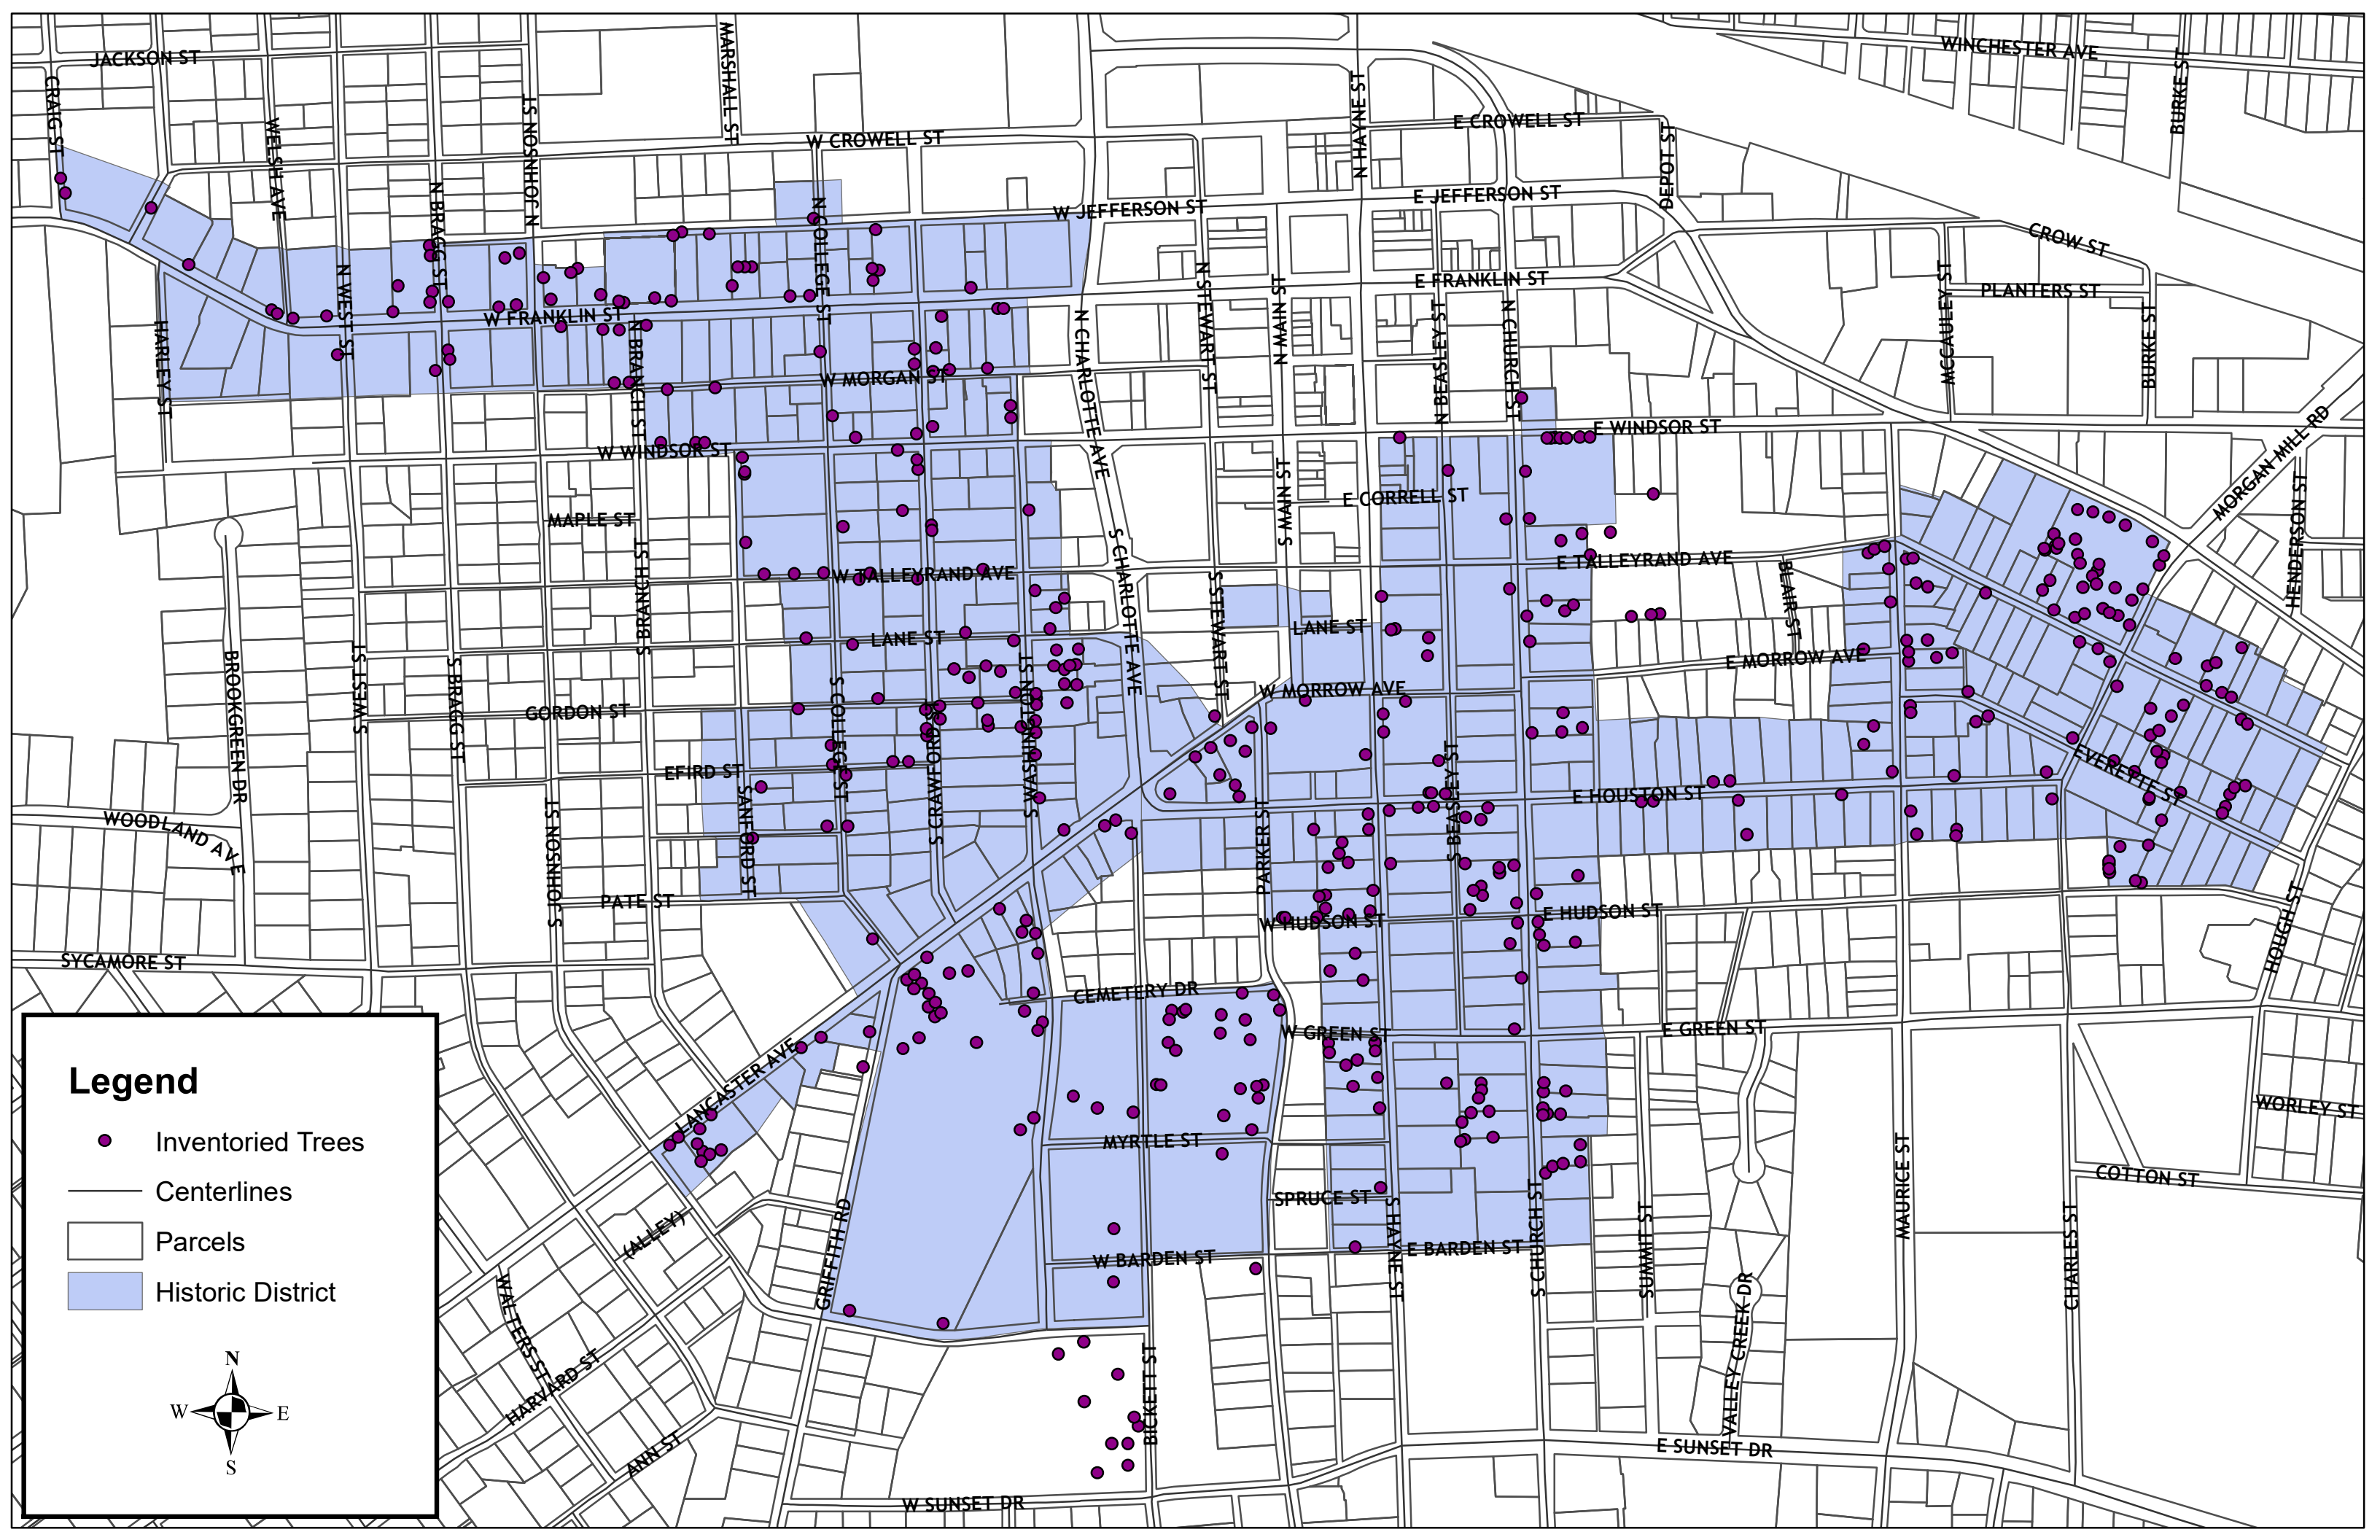 WINCHESTER AVE
JACKSON ST
CRAIG ST
MARSHALL ST
BURKE ST
N HAYNE ST
E CROWELL ST
W CROWELL ST
DEPOT ST
WELSH AVE
N JOHNSON ST
N BRAGG ST
N COLLEGE ST
W JEFFERSON ST
E JEFFERSON ST
CROW ST
N WEST ST
N STEWART ST
N MAIN ST
E FRANKLIN ST
MCCAULEY ST
PLANTERS ST
BURKE ST
HARLEY ST
W FRANKLIN ST
N BRANCH ST
N CHARLOTTE AVE
N BEASLEY ST
N CHURCH ST
W MORGAN ST
E WINDSOR ST
MORGAN MILL RD
W WINDSOR ST
S MAIN ST
E CORRELL ST
HENDERSON ST
MAPLE ST
S BRANCH ST
W TALLEYRAND AVE
S CHARLOTTE AVE
S STEWART ST
E TALLEYRAND AVE
BLAIR ST
LANE ST
LANE ST
BROOKGREEN DR
S WEST ST
S BRAGG ST
E MORROW AVE
W MORROW AVE
GORDON ST
S COLLEGE ST
S CRAWFORD ST
S WASHINGTON ST
EFIRD ST
SANFORD ST
S JOHNSON ST
PARKER ST
S BEASLEY ST
E HOUSTON ST
EVERETTE ST
WOODLAND AVE
PATE ST
W HUDSON ST
E HUDSON ST
HOUGH ST
SYCAMORE ST
CEMETERY DR
W GREEN ST
E GREEN ST
LANCASTER AVE
WORLEY ST
MYRTLE ST
MAURICE ST
COTTON ST
SPRUCE ST
S HAYNE ST
S CHURCH ST
SUMMIT ST
CHARLES ST
(ALLEY)
GRIFFITH RD
W BARDEN ST
E BARDEN ST
VALLEY CREEK DR
WALTERS ST
HARVARD ST
BICKETT ST
ANN ST
E SUNSET DR
W SUNSET DR
Legend
Inventoried Trees
Centerlines
Parcels
Historic District
N
W E
S